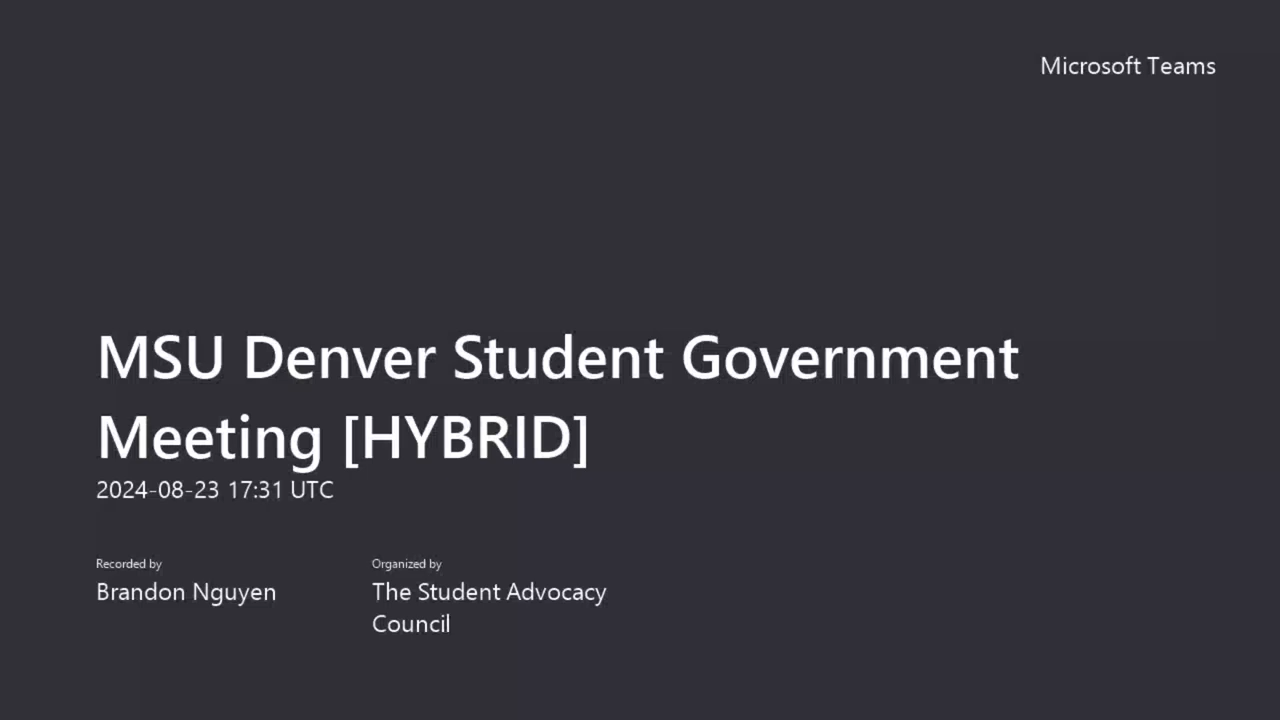 Microsoft Teams
MSU Denver Student Government
Meeting [HYBRID]
2024-08-23 17:31 UTC
Recorded by
Brandon Nguyen
Organized by
The Student Advocacy
Council